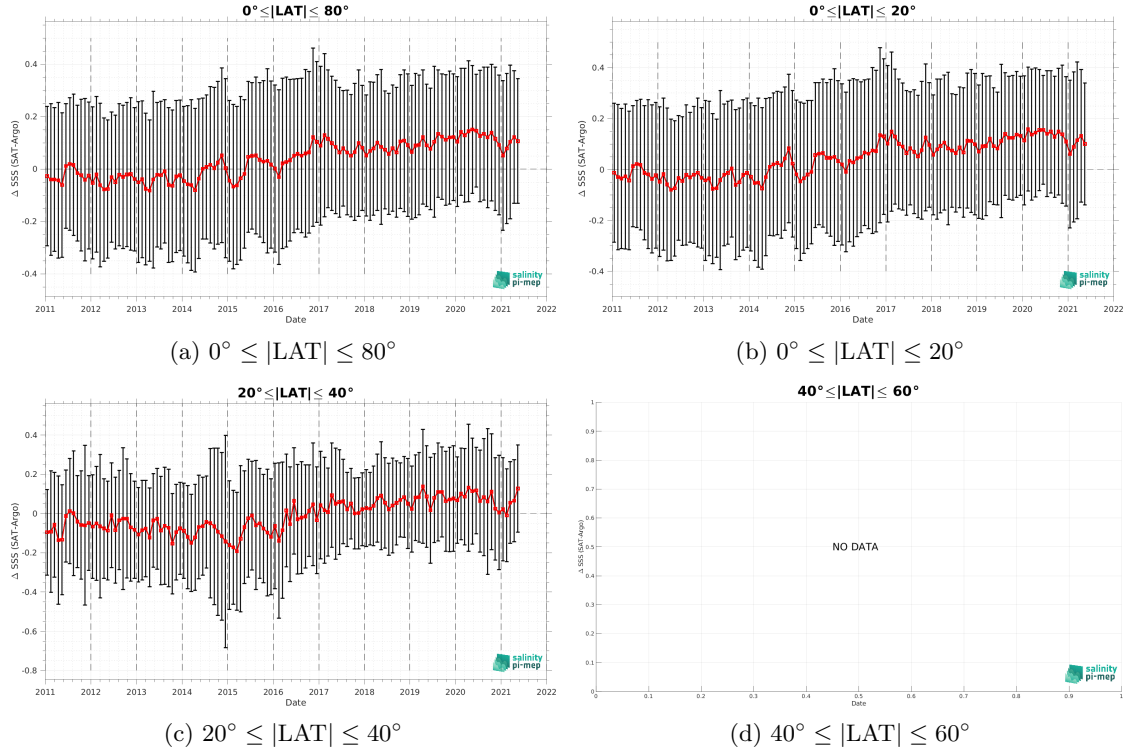 0°≤|LAT|≤ 80°
Δ SSS (SAT-Argo)
0.4
0.2
0
-0.2
-0.4
2011 2012 2013 2014 2015 2016 2017 2018 2019 2020 2021 2022
Date
salinity
pi-mep
(a) 0° ≤ |LAT| ≤ 80°
0°≤|LAT|≤ 20°
Δ SSS (SAT-Argo)
0.4
0.2
0
-0.2
-0.4
2011 2012 2013 2014 2015 2016 2017 2018 2019 2020 2021 2022
Date
salinity
pi-mep
(b) 0° ≤ |LAT| ≤ 20°
20°≤|LAT|≤ 40°
Δ SSS (SAT-Argo)
0.4
0.2
0
-0.2
-0.4
-0.6
-0.8
2011 2012 2013 2014 2015 2016 2017 2018 2019 2020 2021 2022
Date
salinity
pi-mep
(c) 20° ≤ |LAT| ≤ 40°
40°≤|LAT|≤ 60°
Δ SSS (SAT-Argo)
1
0.9
0.8
0.7
0.6
0.5
0.4
0.3
0.2
0.1
0
NO DATA
0 0.1 0.2 0.3 0.4 0.5 0.6 0.7 0.8 0.9 1
Date
salinity
pi-mep
(d) 40° ≤ |LAT| ≤ 60°